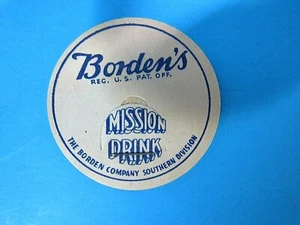 Borden's
REG. U.S. PAT. OFF.
MISSION
DRINK
THE BORDEN COMPANY SOUTHERN DIVISION